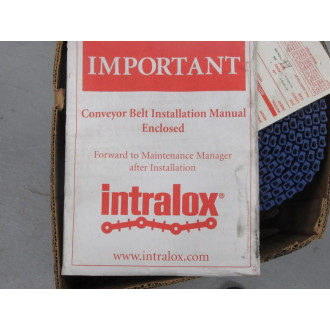 IMPORTANT
Conveyor Belt Installation Manual
Enclosed
Forward to Maintenance Manager
after Installation
intralox®
www.intralox.com